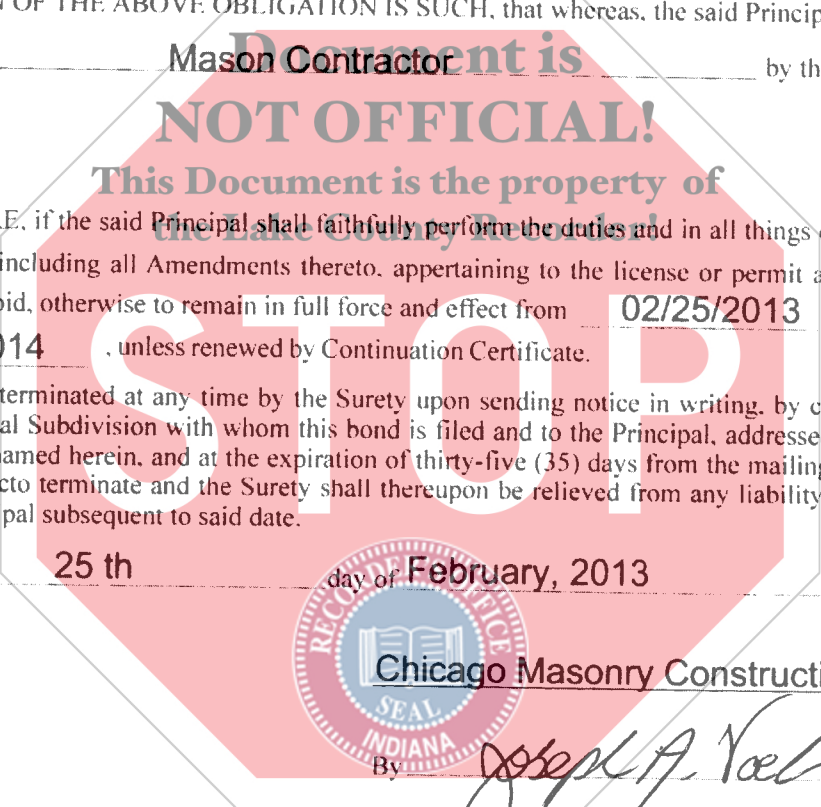 OF THE ABOVE OBLIGATION IS SUCH, that whereas, the said Princip
Mason Contractor by th
Document is
NOT OFFICIAL!
This Document is the property of
the Lake County Recorder!
E, if the said Principal shall faithfully perform the duties and in all things
including all Amendments thereto, appertaining to the license or permit a
oid, otherwise to remain in full force and effect from 02/25/2013
014 , unless renewed by Continuation Certificate.
STOP
terminated at any time by the Surety upon sending notice in writing, by c
al Subdivision with whom this bond is filed and to the Principal, addresse
amed herein, and at the expiration of thirty-five (35) days from the mailing
cto terminate and the Surety shall thereupon be relieved from any liability
pal subsequent to said date.
25 th day of February, 2013
RECORDER'S OFFICE
SEAL
INDIANA
Chicago Masonry Constructi
By Joseph A.